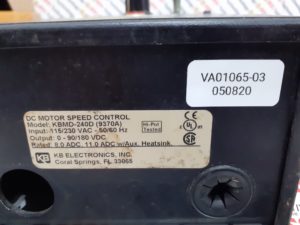 VA01065-03
050820
DC MOTOR SPEED CONTROL
Model: KBMD-240D (9370A)
Input: 115/230 VAC - 50/60 Hz
Output: 0 - 90/180 VDC
Rated: 8.0 ADC, 11.0 ADC w/Aux. Heatsink.
Hi-Pot
Tested
KB
KB ELECTRONICS, INC.
Coral Springs, FL 33065